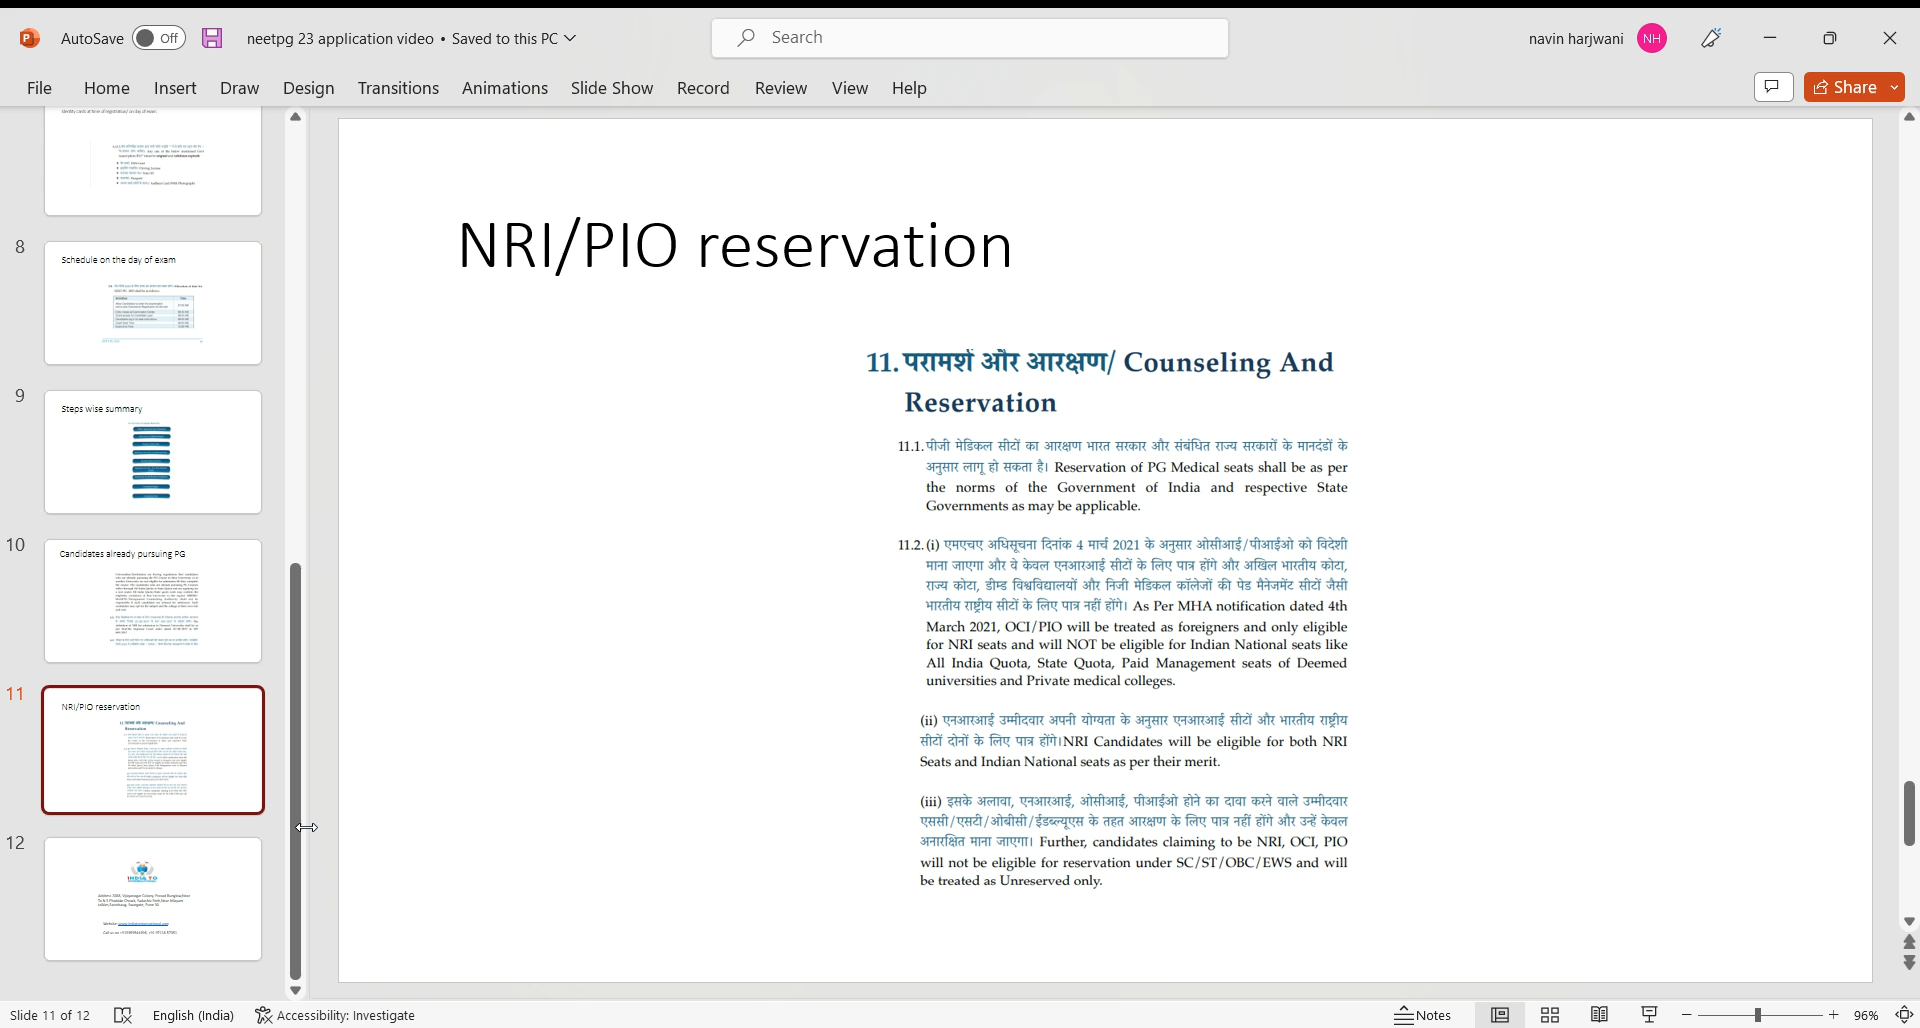 AutoSave Off neetpg 23 application video • Saved to this PC Search navin harjwani NH
File Home Insert Draw Design Transitions Animations Slide Show Record Review View Help Share
8
Schedule on the day of exam
9
Steps wise summary
10
Candidates already pursuing PG
11
NRI/PIO reservation
12
INDIA TO
NRI/PIO reservation
11. परामर्श और आरक्षण/ Counseling And
Reservation
11.1. पीजी मेडिकल सीटों का आरक्षण भारत सरकार और संबंधित राज्य सरकारों के मानदंडों के
अनुसार लागू हो सकता है। Reservation of PG Medical seats shall be as per
the norms of the Government of India and respective State
Governments as may be applicable.
11.2. (i) एमएचए अधिसूचना दिनांक 4 मार्च 2021 के अनुसार ओसीआई/पीआईओ को विदेशी
माना जाएगा और वे केवल एनआरआई सीटों के लिए पात्र होंगे और अखिल भारतीय कोटा,
राज्य कोटा, डीम्ड विश्वविद्यालयों और निजी मेडिकल कॉलेजों की पेड मैनेजमेंट सीटों जैसी
भारतीय राष्ट्रीय सीटों के लिए पात्र नहीं होंगे। As Per MHA notification dated 4th
March 2021, OCI/PIO will be treated as foreigners and only eligible
for NRI seats and will NOT be eligible for Indian National seats like
All India Quota, State Quota, Paid Management seats of Deemed
universities and Private medical colleges.
(ii) एनआरआई उम्मीदवार अपनी योग्यता के अनुसार एनआरआई सीटों और भारतीय राष्ट्रीय
सीटों दोनों के लिए पात्र होंगे।NRI Candidates will be eligible for both NRI
Seats and Indian National seats as per their merit.
(iii) इसके अलावा, एनआरआई, ओसीआई, पीआईओ होने का दावा करने वाले उम्मीदवार
एससी/एसटी/ओबीसी/ईडब्ल्यूएस के तहत आरक्षण के लिए पात्र नहीं होंगे और उन्हें केवल
अनारक्षित माना जाएगा। Further, candidates claiming to be NRI, OCI, PIO
will not be eligible for reservation under SC/ST/OBC/EWS and will
be treated as Unreserved only.
Slide 11 of 12 English (India) Accessibility: Investigate Notes 96%